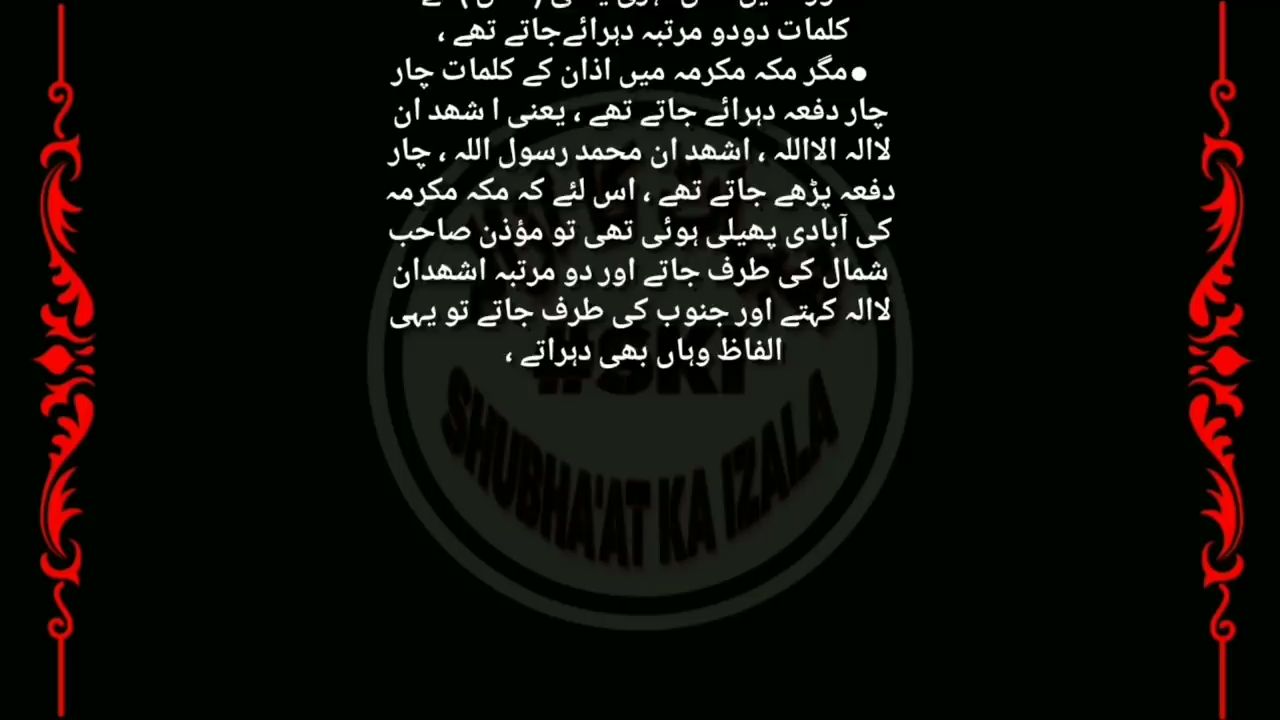 کلمات دودو مرتبہ دہرائےجاتے تھے ،
●مگر مکہ مکرمہ میں اذان کے کلمات چار
چار دفعہ دہرائے جاتے تھے ، یعنی ا شھد ان
لاالہ الااللہ ، اشھد ان محمد رسول اللہ ، چار
دفعہ پڑھے جاتے تھے ، اس لئے کہ مکہ مکرمہ
کی آبادی پھیلی ہوئی تھی تو مؤذن صاحب
شمال کی طرف جاتے اور دو مرتبہ اشھدان
لاالہ کہتے اور جنوب کی طرف جاتے تو یہی
الفاظ وہاں بھی دہراتے ،
#SKI
SHUBHA'AT KA IZALA